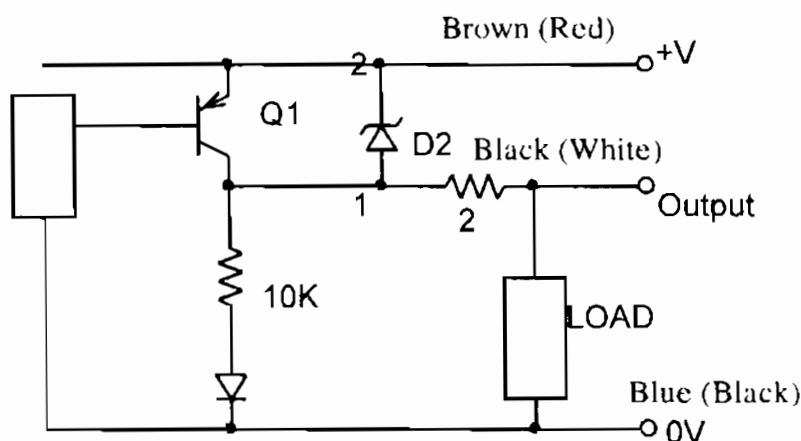 Brown (Red)
2
+V
Q1
D2
Black (White)
1
2
Output
10K
LOAD
Blue (Black)
0V